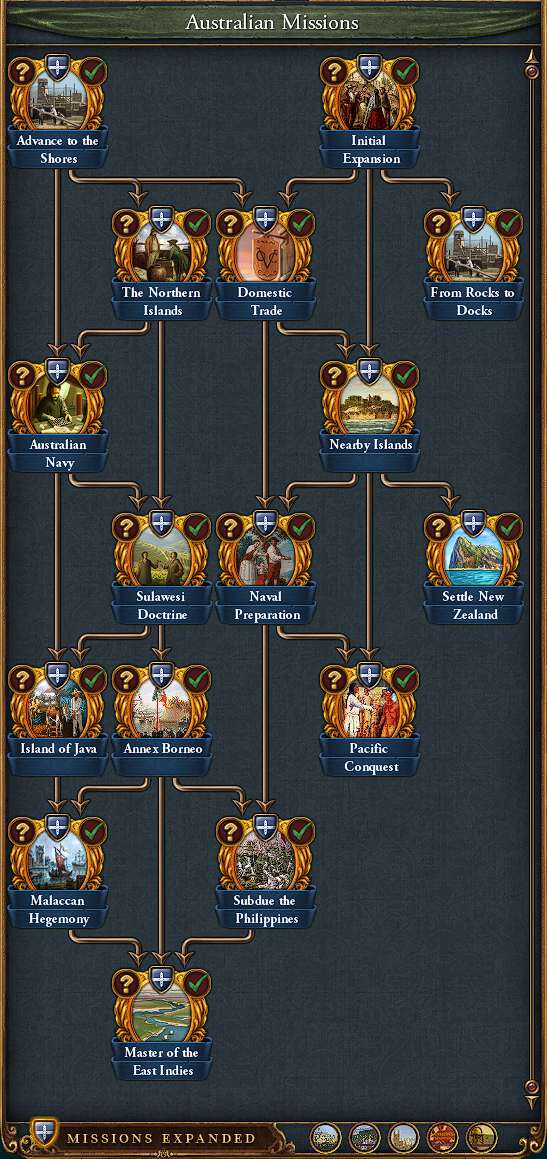 Australian Missions
?
?
Advance to the
Shores
Initial
Expansion
?
?
?
The Northern
Islands
Domestic
Trade
From Rocks to
Docks
?
?
Australian
Navy
Nearby Islands
?
?
?
Sulawesi
Doctrine
Naval
Preparation
Settle New
Zealand
?
?
?
Island of Java
Annex Borneo
Pacific
Conquest
?
?
Malaccan
Hegemony
Subdue the
Philippines
?
Master of the
East Indies
MISSIONS EXPANDED